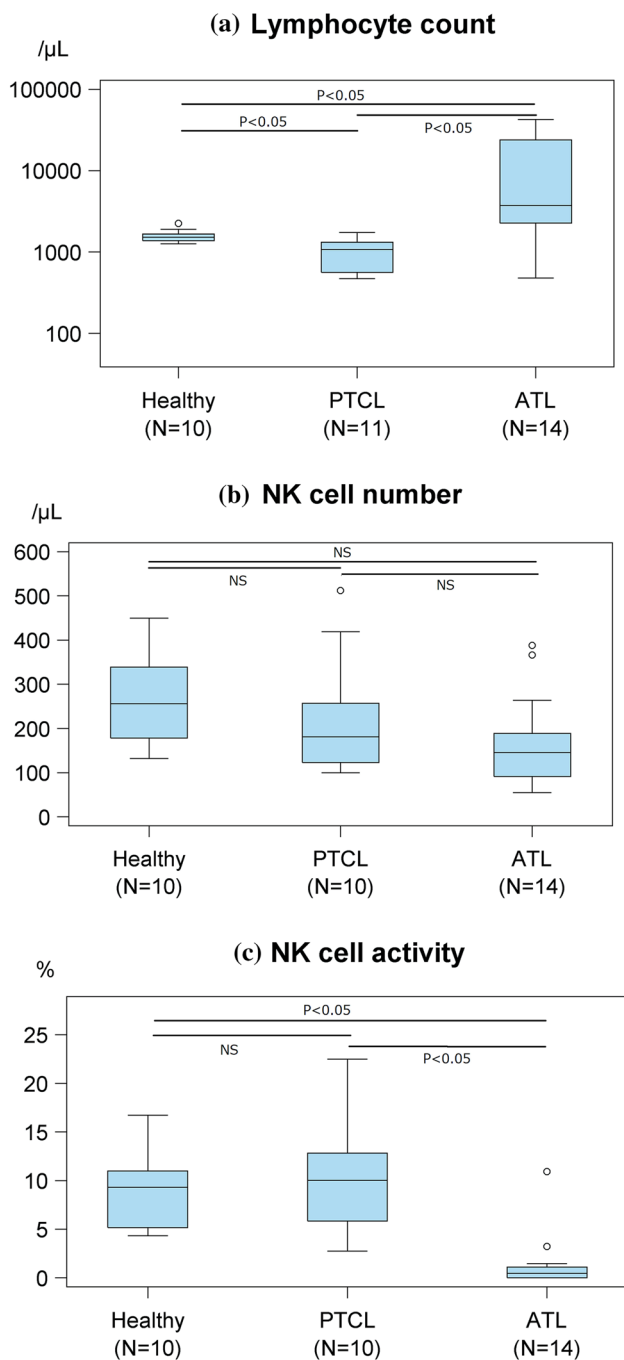 (a) Lymphocyte count
/μL
100000
P<0.05
P<0.05
P<0.05
10000
1000
100
Healthy PTCL ATL
(N=10) (N=11) (N=14)
(b) NK cell number
/μL
600
NS
NS NS
500
400
300
200
100
0
Healthy PTCL ATL
(N=10) (N=10) (N=14)
(c) NK cell activity
%
P<0.05
25
NS P<0.05
20
15
10
5
0
Healthy PTCL ATL
(N=10) (N=10) (N=14)